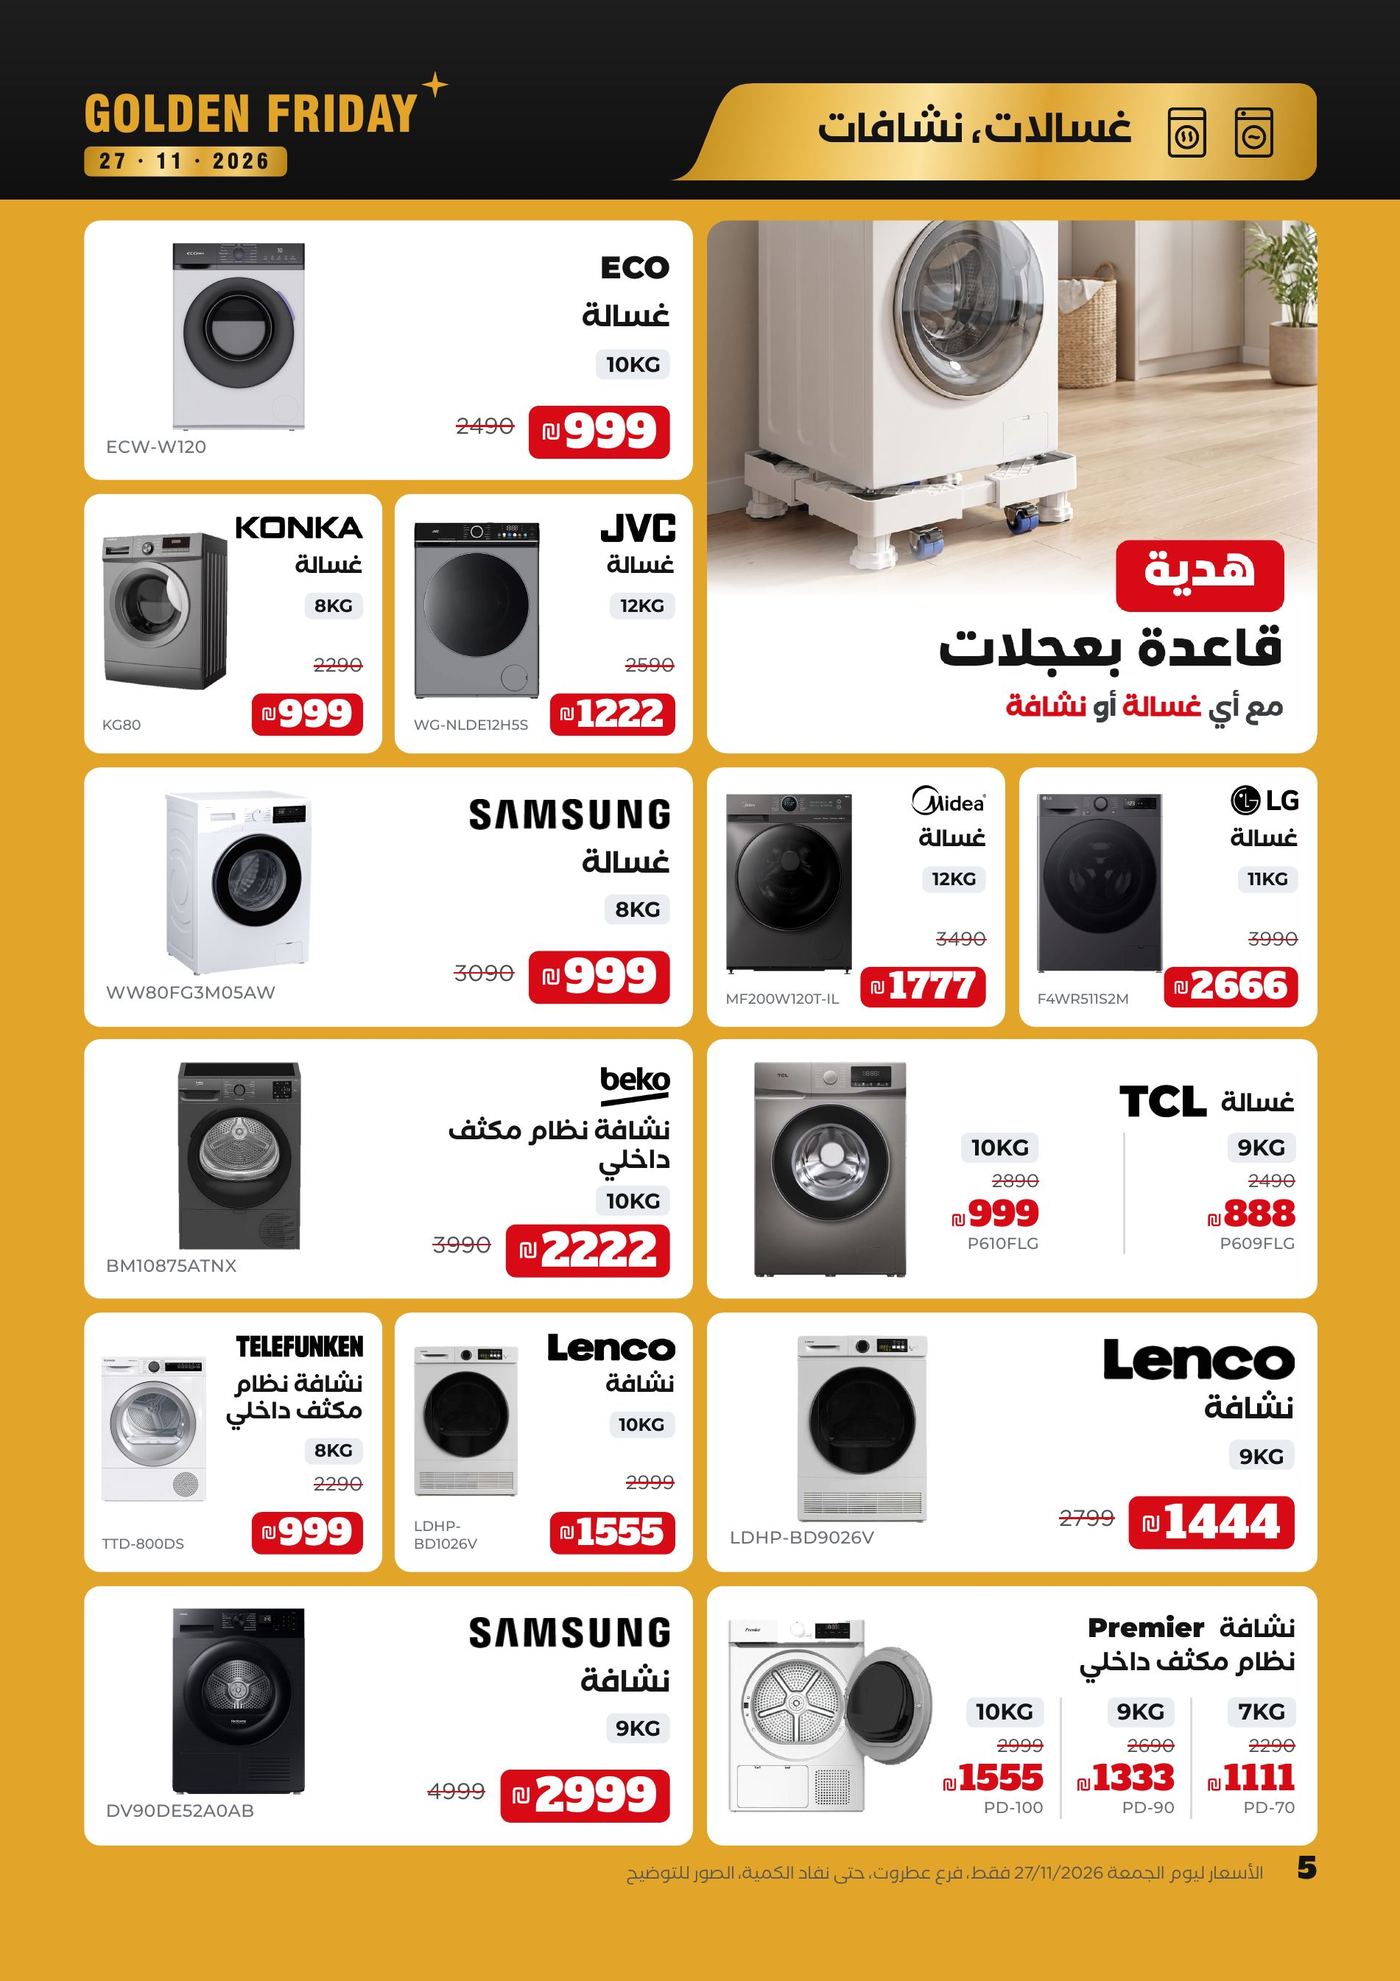 GOLDEN FRIDAY
27 · 11 · 2026
غسالات، نشافات
ECO
غسالة
10KG
2490
₪999
ECW-W120
هدية
قاعدة بعجلات
مع أي غسالة أو نشافة
JVC
غسالة
12KG
2590
₪1222
WG-NLDE12H5S
KONKA
غسالة
8KG
2290
₪999
KG80
LG
غسالة
11KG
3990
₪2666
F4WR511S2M
Midea
غسالة
12KG
3490
₪1777
MF200W120T-IL
SAMSUNG
غسالة
8KG
3090
₪999
WW80FG3M05AW
غسالة TCL
9KG
2490
₪888
P609FLG
10KG
2890
₪999
P610FLG
beko
نشافة نظام مكثف
داخلي
10KG
3990
₪2222
BM10875ATNX
Lenco
نشافة
9KG
2799
₪1444
LDHP-BD9026V
Lenco
نشافة
10KG
2999
₪1555
LDHP-
BD1026V
TELEFUNKEN
نشافة نظام
مكثف داخلي
8KG
2290
₪999
TTD-800DS
نشافة Premier
نظام مكثف داخلي
7KG
2290
₪1111
PD-70
9KG
2690
₪1333
PD-90
10KG
2999
₪1555
PD-100
SAMSUNG
نشافة
9KG
4999
₪2999
DV90DE52A0AB
الأسعار ليوم الجمعة 27/11/2026 فقط، فرع عطروت، حتى نفاد الكمية، الصور للتوضيح
5